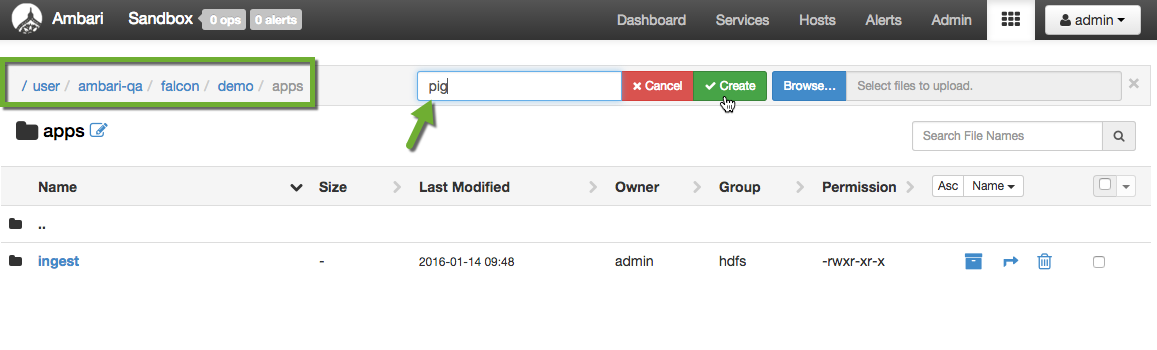 Ambari Sandbox 0 ops 0 alerts Dashboard Services Hosts Alerts Admin admin
/ user / ambari-qa / falcon / demo / apps pig Cancel Create Browse... Select files to upload.
apps Search File Names
Name Size Last Modified Owner Group Permission Asc Name
..
ingest - 2016-01-14 09:48 admin hdfs -rwxr-xr-x